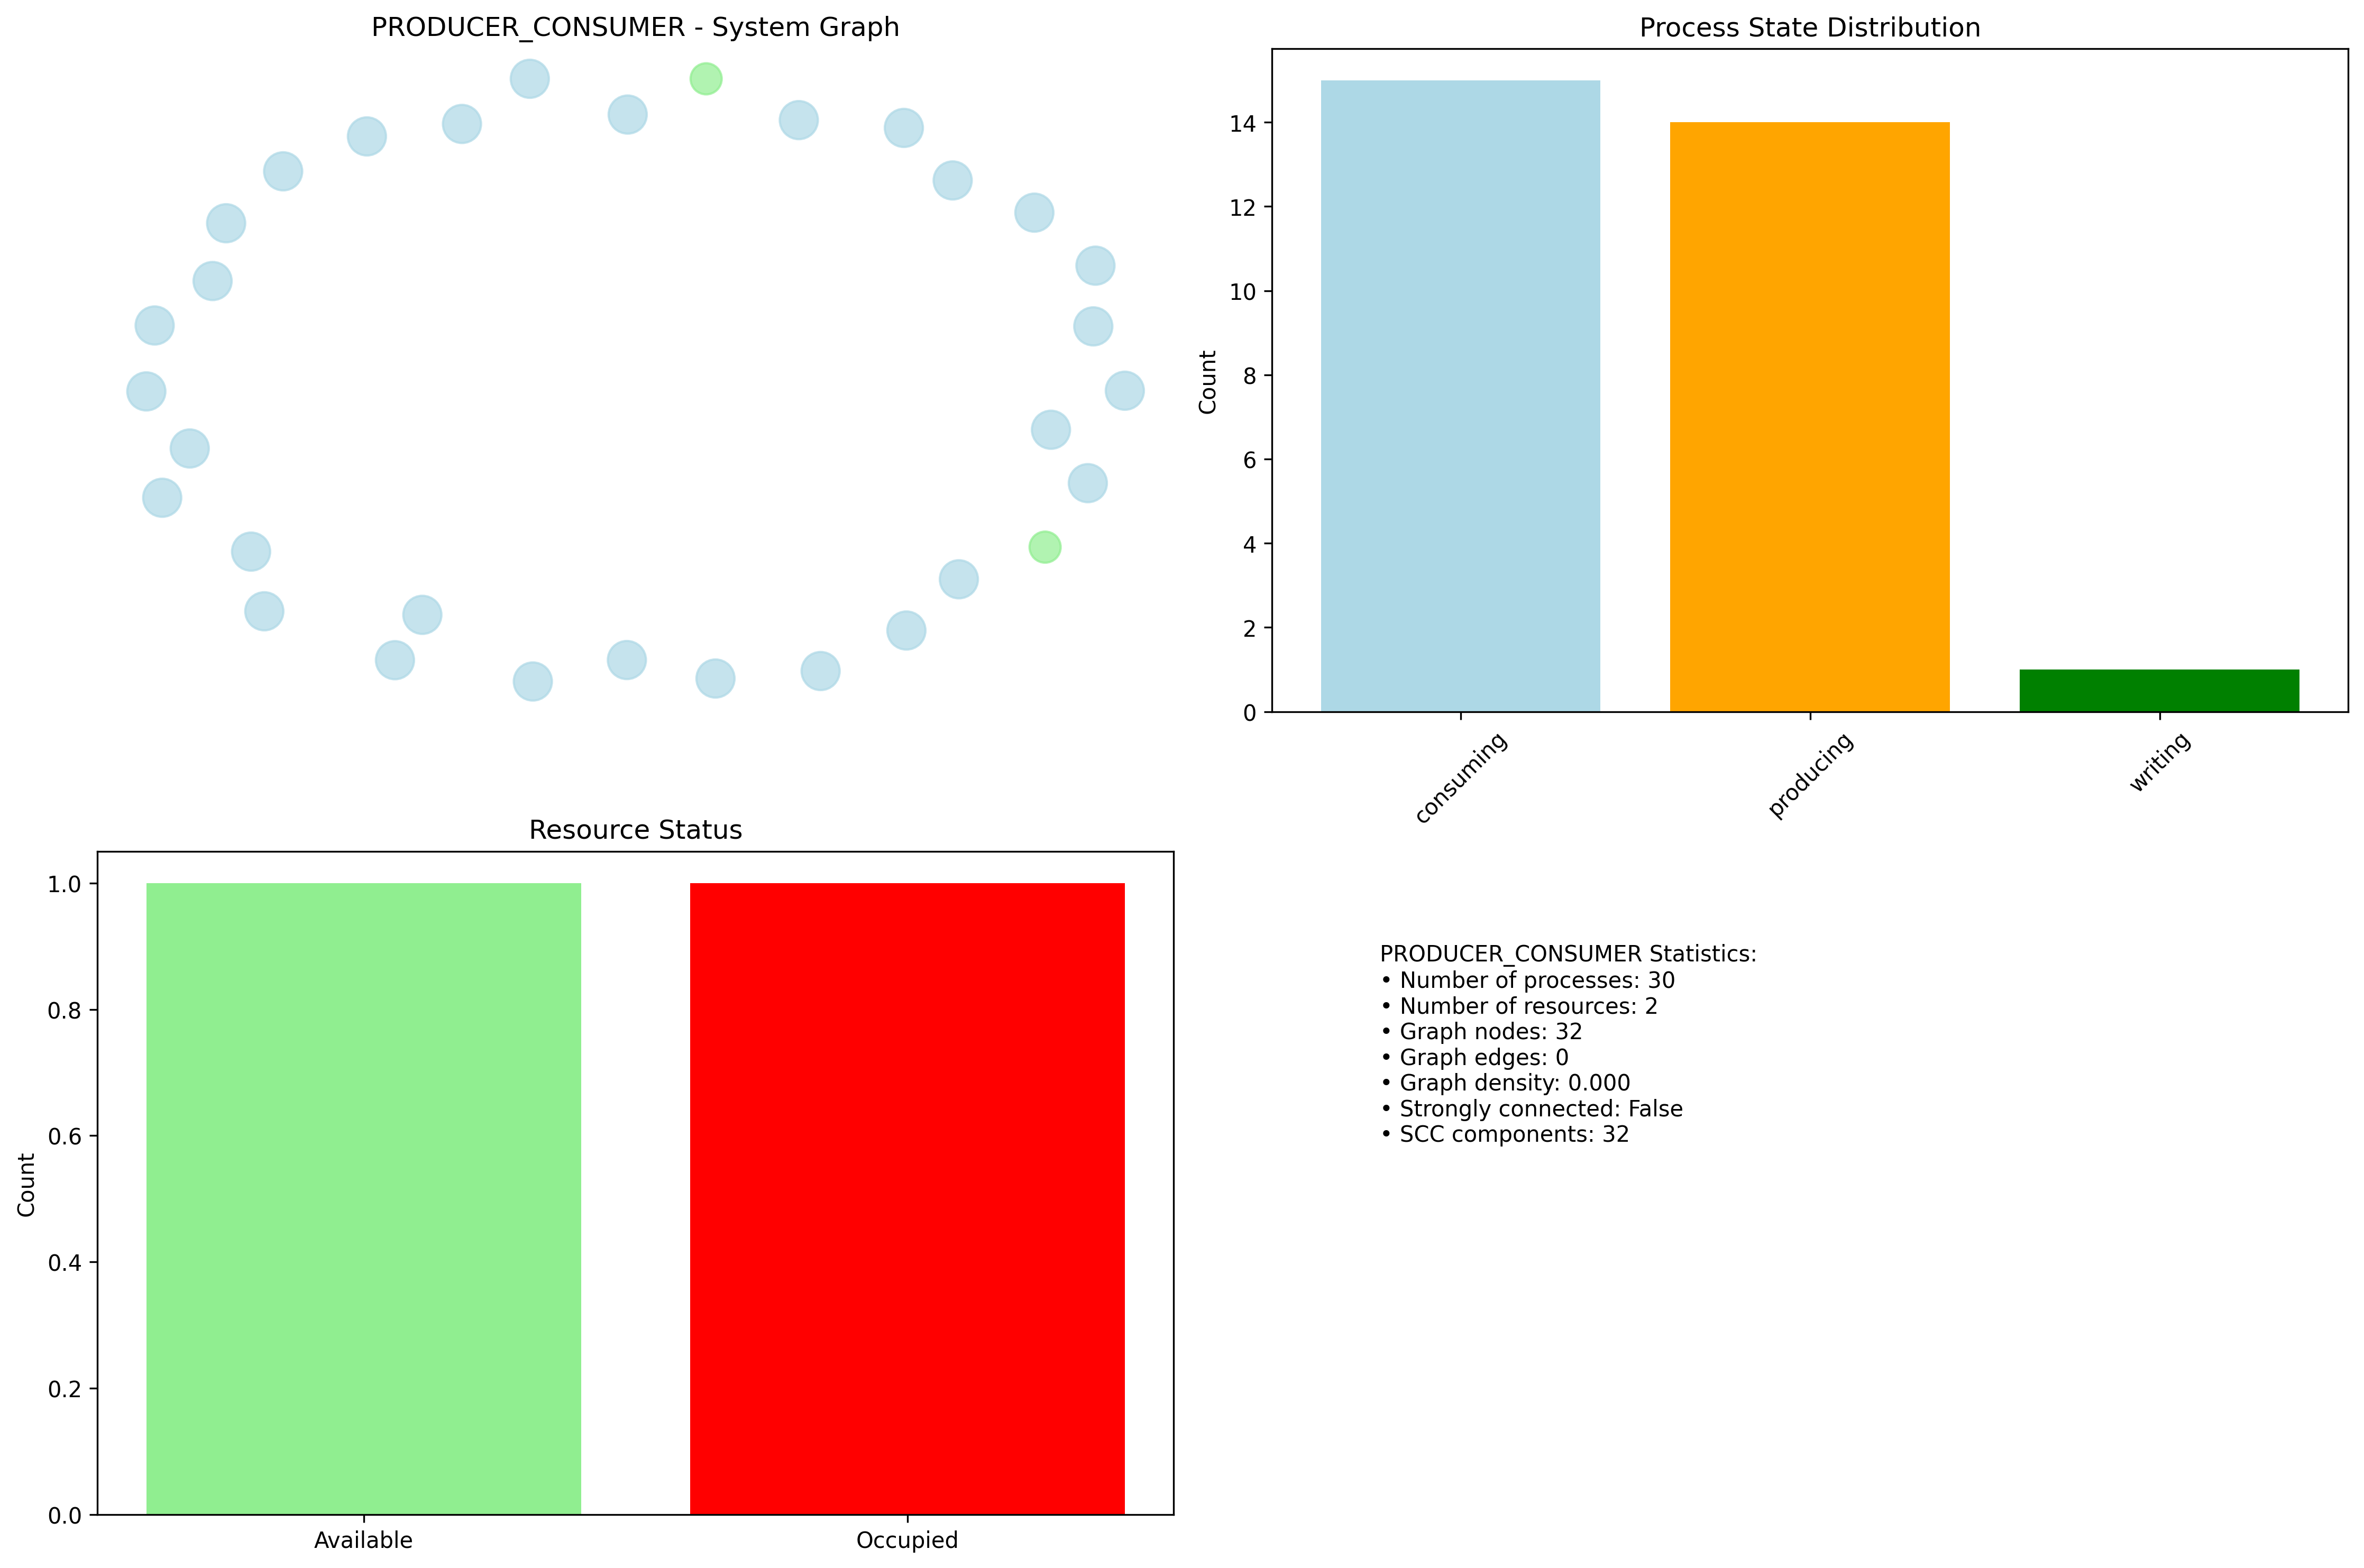 PRODUCER_CONSUMER - System Graph
Process State Distribution
Count
14
12
10
8
6
4
2
0
consuming
producing
writing
Resource Status
Count
1.0
0.8
0.6
0.4
0.2
0.0
Available
Occupied
PRODUCER_CONSUMER Statistics:
• Number of processes: 30
• Number of resources: 2
• Graph nodes: 32
• Graph edges: 0
• Graph density: 0.000
• Strongly connected: False
• SCC components: 32